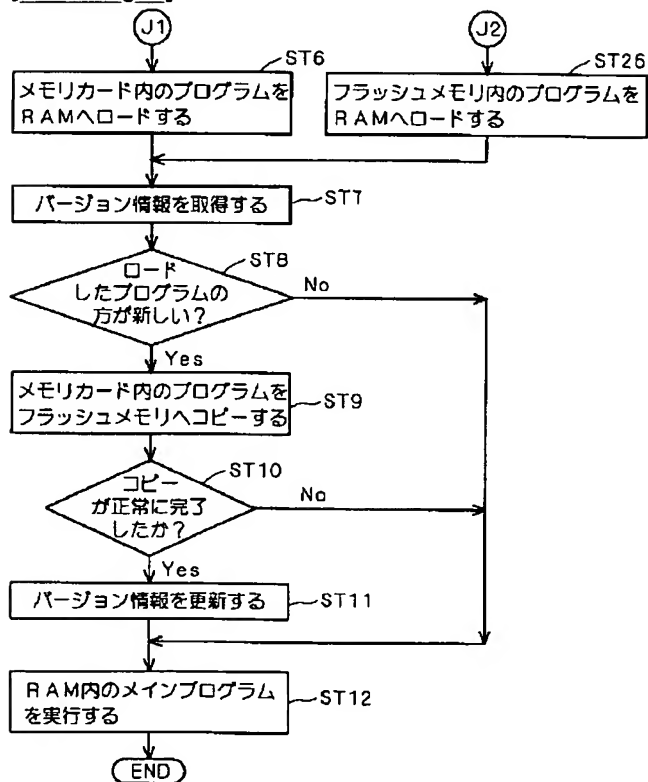 J1
J2
ST6
メモリカード内のプログラムを
RAMへロードする
ST26
フラッシュメモリ内のプログラムを
RAMへロードする
バージョン情報を取得する
ST7
ST8
ロード
したプログラムの
方が新しい?
No
Yes
メモリカード内のプログラムを
フラッシュメモリへコピーする
ST9
ST10
コピー
が正常に完了
したか?
No
Yes
バージョン情報を更新する
ST11
RAM内のメインプログラム
を実行する
ST12
END